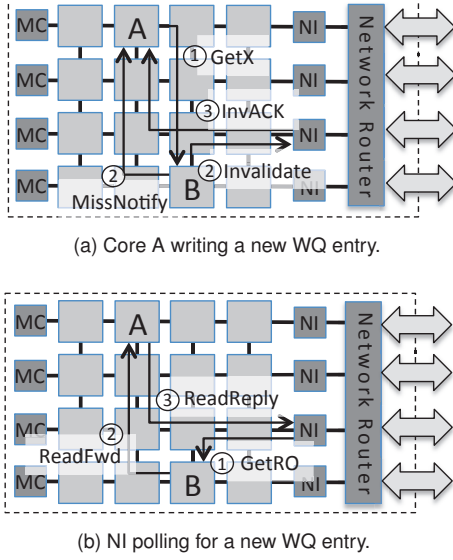 MC
A
NI
① GetX
MC
NI
③ InvACK
MC
NI
② ② Invalidate
MC
MissNotify
B
NI
Network Router
(a) Core A writing a new WQ entry.
MC
A
NI
MC
NI
③ ReadReply
MC
NI
②
ReadFwd
① GetRO
MC
B
NI
Network Router
(b) NI polling for a new WQ entry.